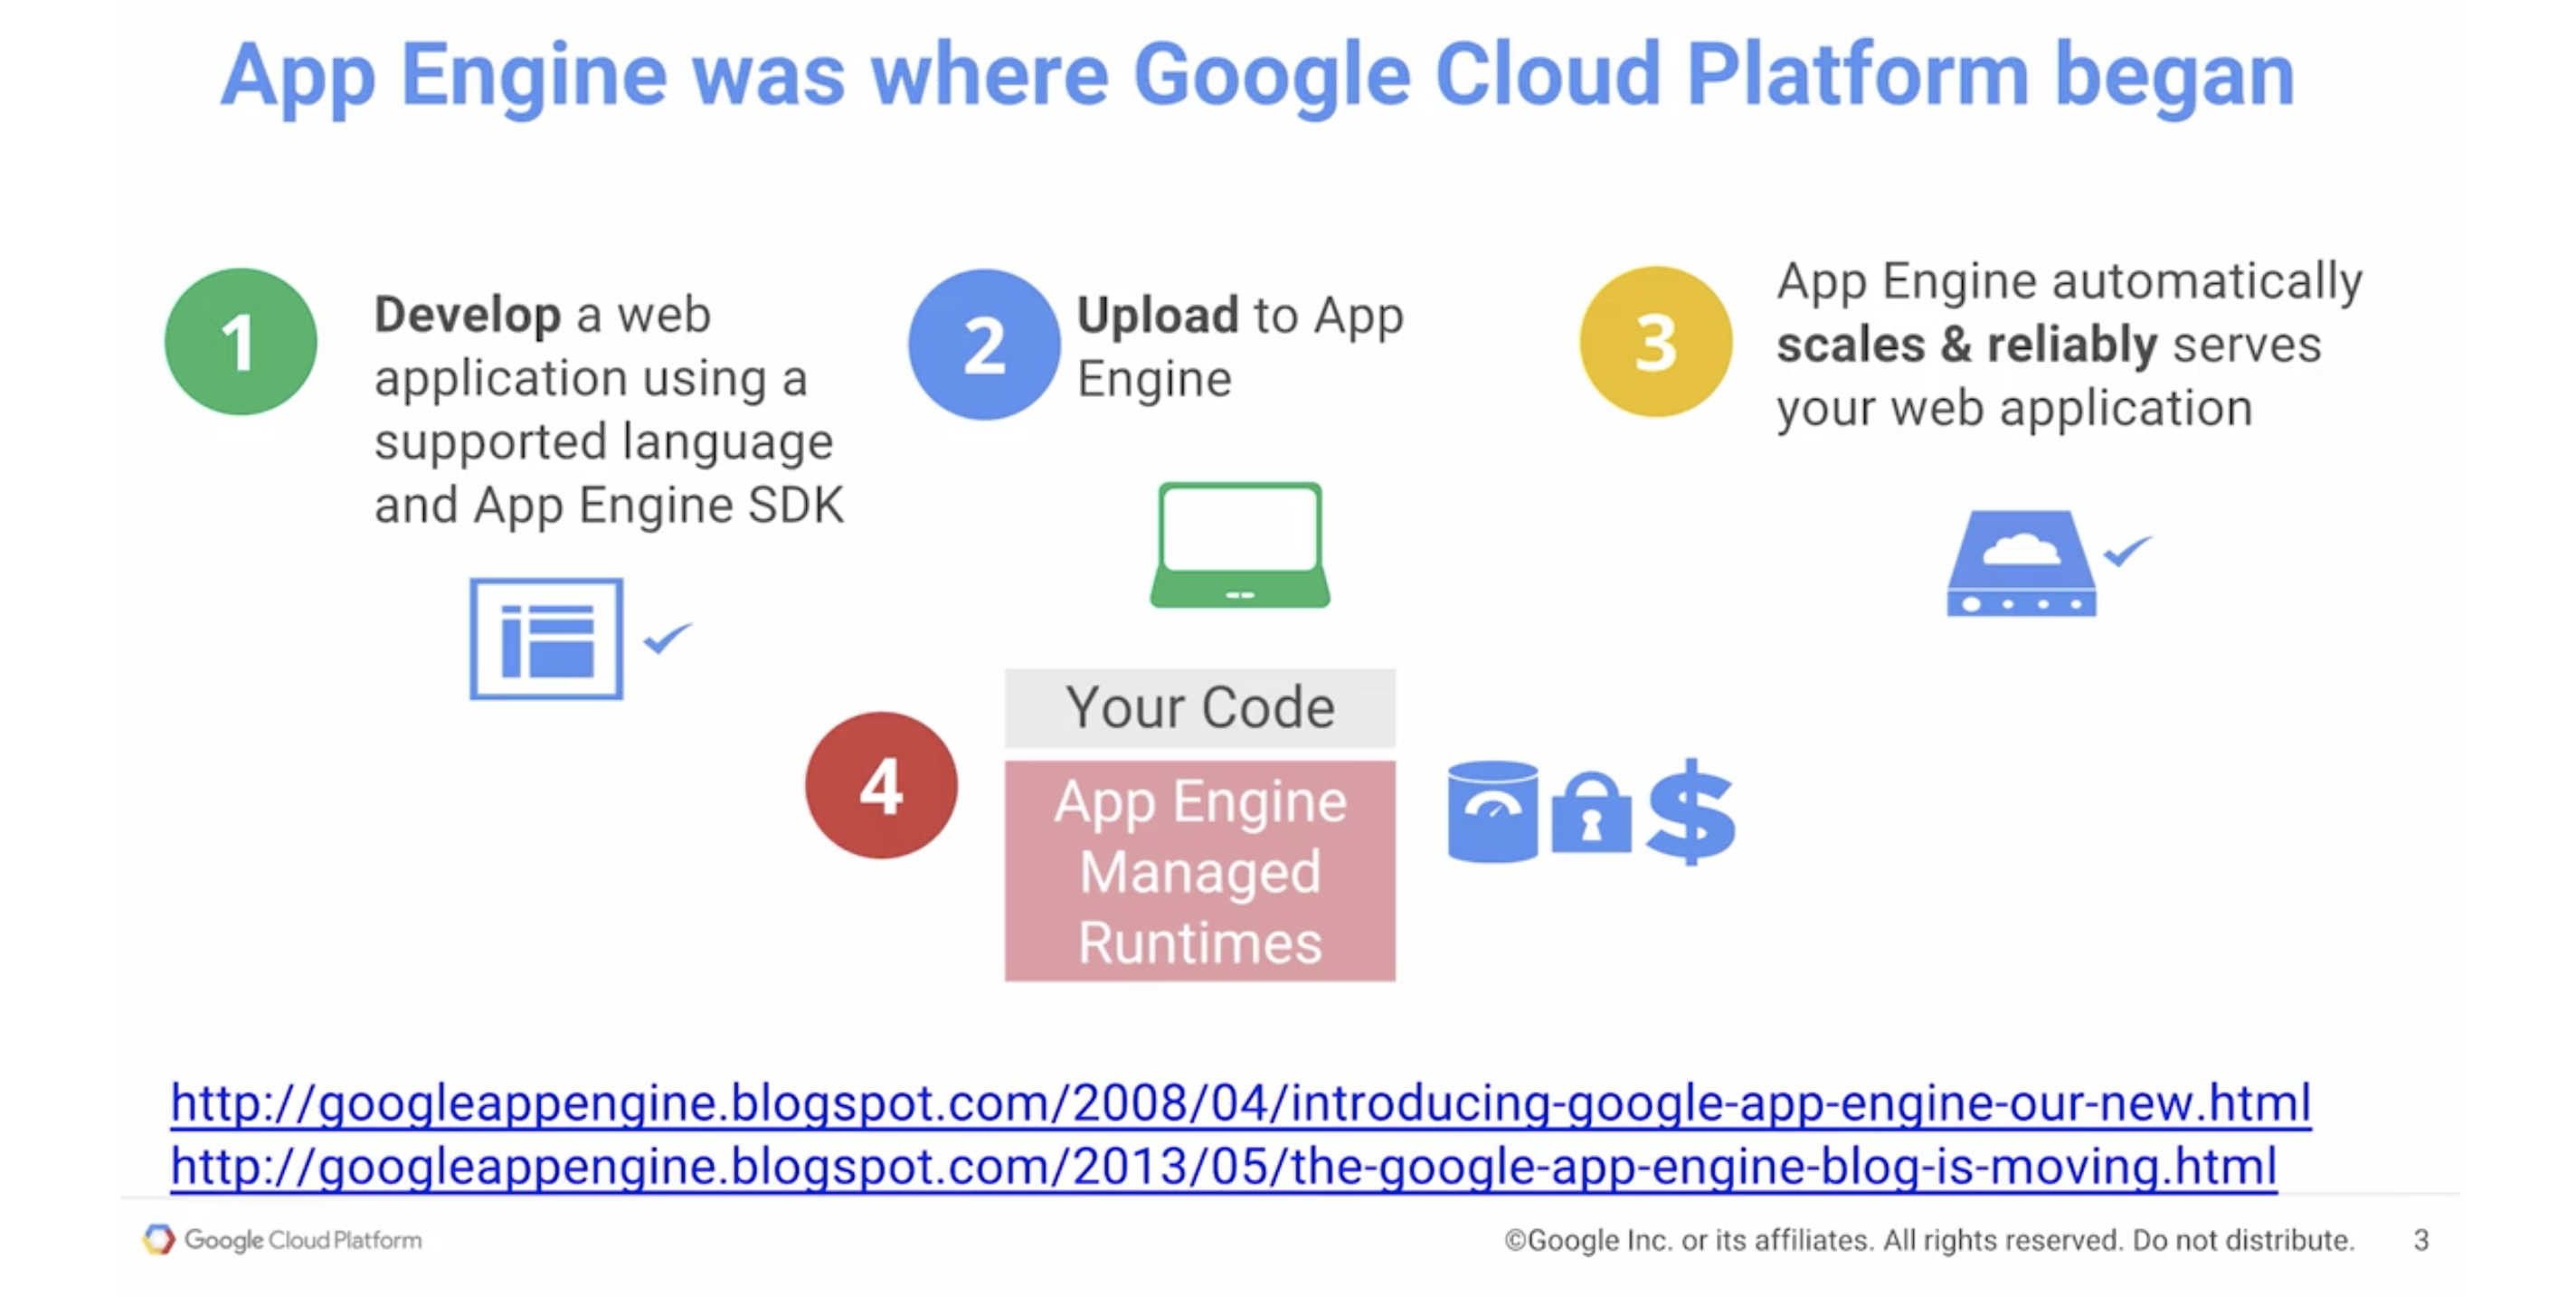 App Engine was where Google Cloud Platform began
1
Develop a web
application using a
supported language
and App Engine SDK
2
Upload to App
Engine
3
App Engine automatically
scales & reliably serves
your web application
4
Your Code
App Engine
Managed
Runtimes
$
http://googleappengine.blogspot.com/2008/04/introducing-google-app-engine-our-new.html
http://googleappengine.blogspot.com/2013/05/the-google-app-engine-blog-is-moving.html
Google Cloud Platform
©Google Inc. or its affiliates. All rights reserved. Do not distribute.
3